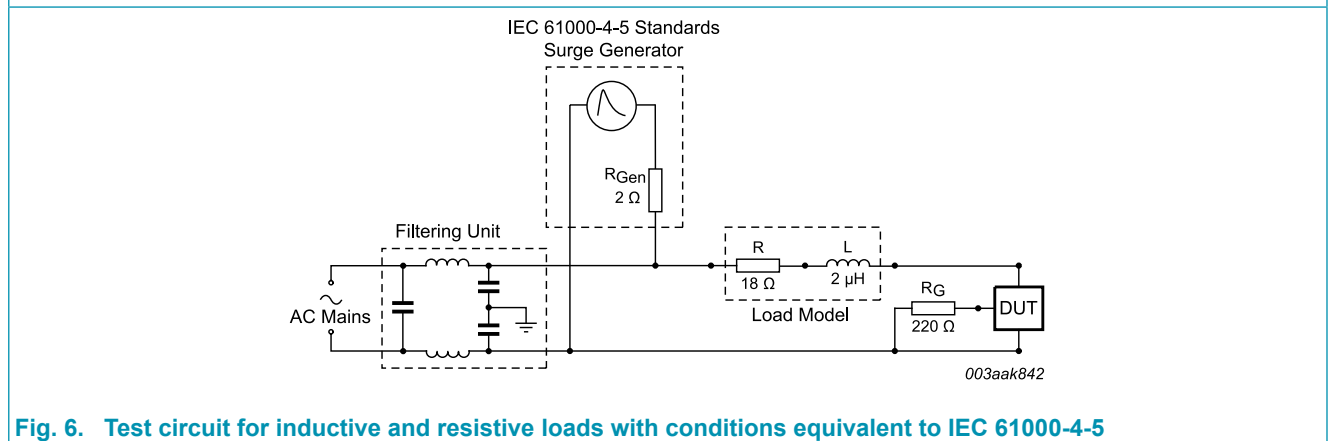 IEC 61000-4-5 Standards
Surge Generator
RGen
2 Ω
Filtering Unit
AC Mains
R
18 Ω
L
2 μH
Load Model
RG
220 Ω
DUT
003aak842
Fig. 6. Test circuit for inductive and resistive loads with conditions equivalent to IEC 61000-4-5